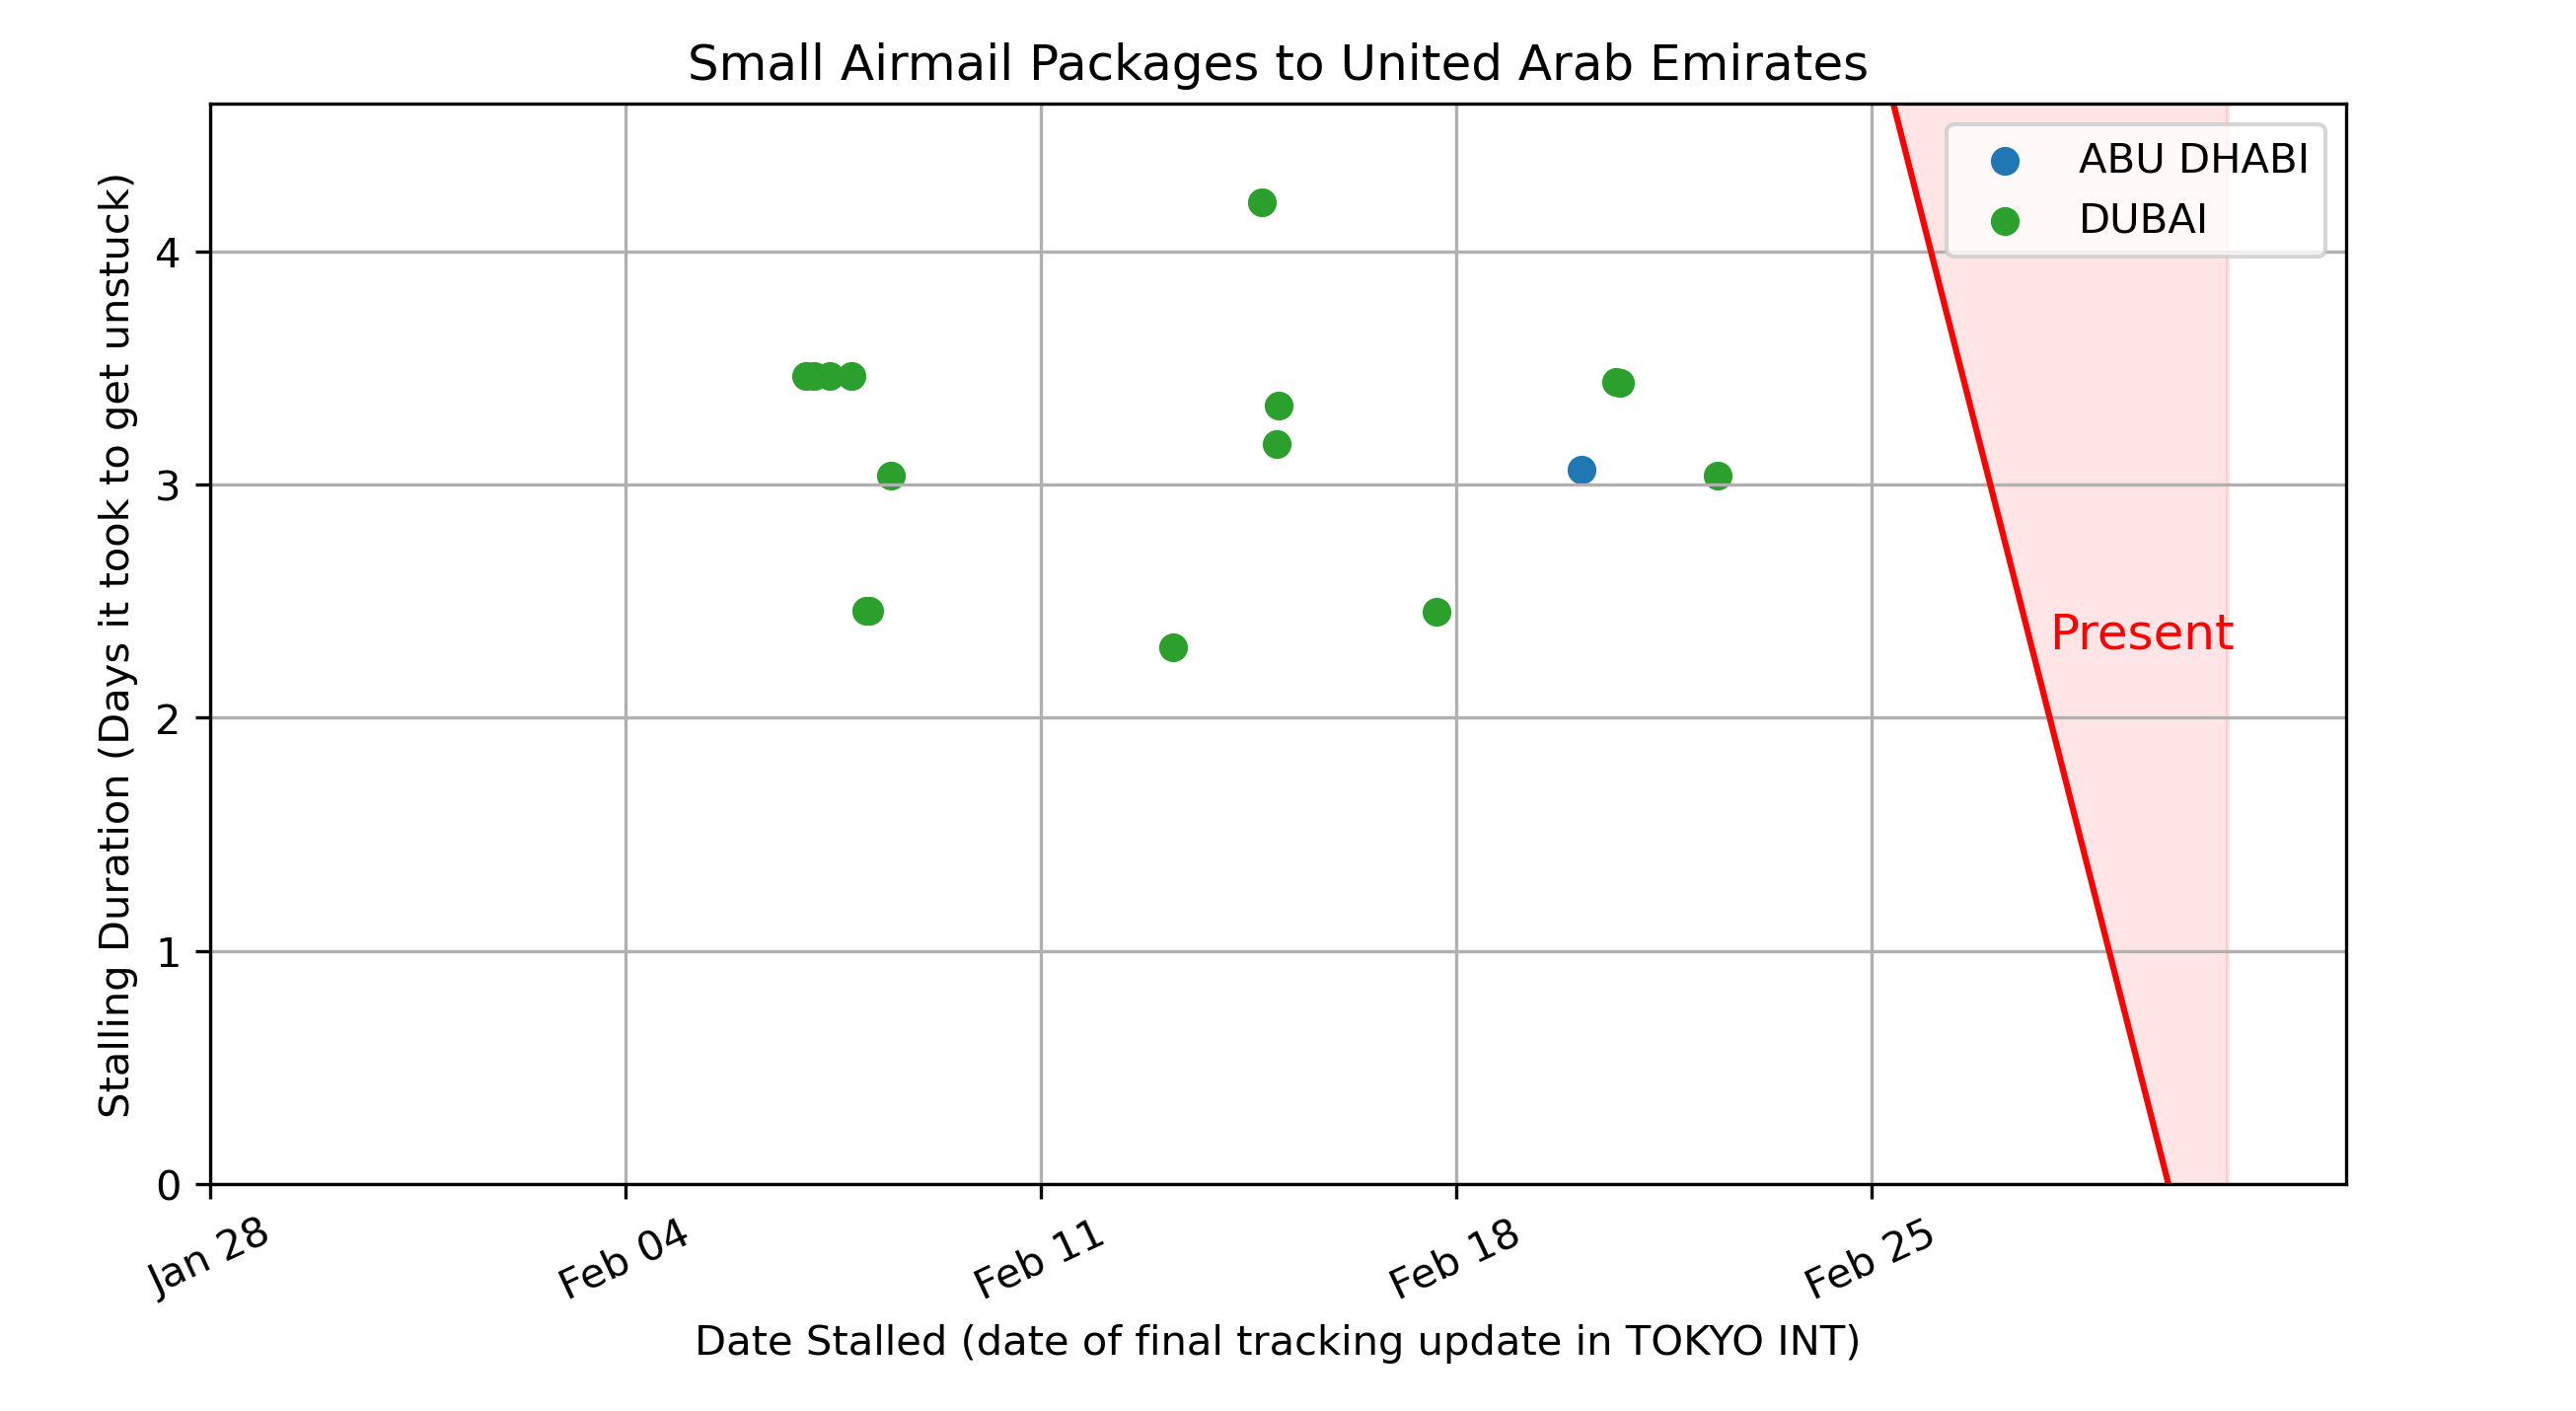 Small Airmail Packages to United Arab Emirates
ABU DHABI
DUBAI
Present
Stalling Duration (Days it took to get unstuck)
4
3
2
1
0
Jan 28
Feb 04
Feb 11
Feb 18
Feb 25
Date Stalled (date of final tracking update in TOKYO INT)